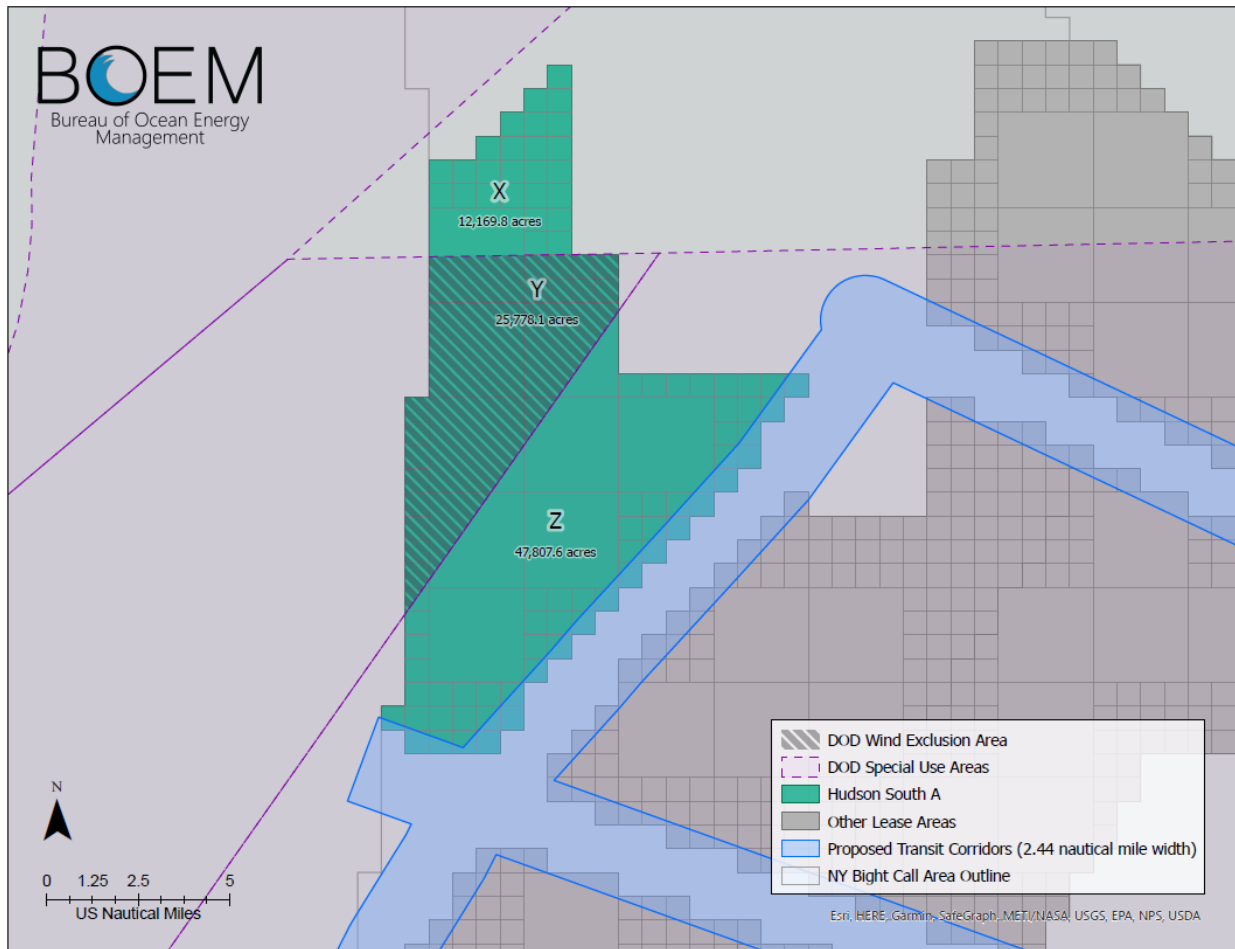 BOEM
Bureau of Ocean Energy
Management
X
12,169.8 acres
Y
25,778.1 acres
Z
47,807.6 acres
N
0 1.25 2.5 5
US Nautical Miles
DOD Wind Exclusion Area
DOD Special Use Areas
Hudson South A
Other Lease Areas
Proposed Transit Corridors (2.44 nautical mile width)
NY Bight Call Area Outline
Esri, HERE, Garmin, SafeGraph, METI/NASA, USGS, EPA, NPS, USDA